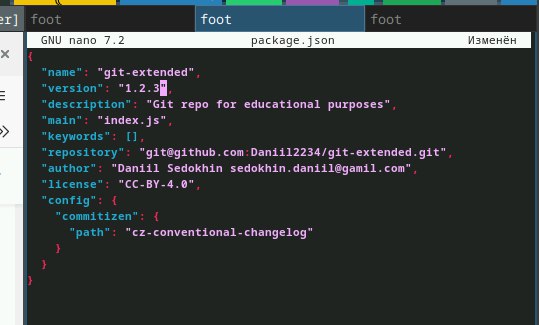 er] foot foot foot
GNU nano 7.2 package.json Изменён
{
"name": "git-extended",
"version": "1.2.3",
"description": "Git repo for educational purposes",
"main": "index.js",
"keywords": [],
"repository": "git@github.com:Daniil2234/git-extended.git",
"author": "Daniil Sedokhin sedokhin.daniil@gamil.com",
"license": "CC-BY-4.0",
"config": {
"commitizen": {
"path": "cz-conventional-changelog"
}
}
}